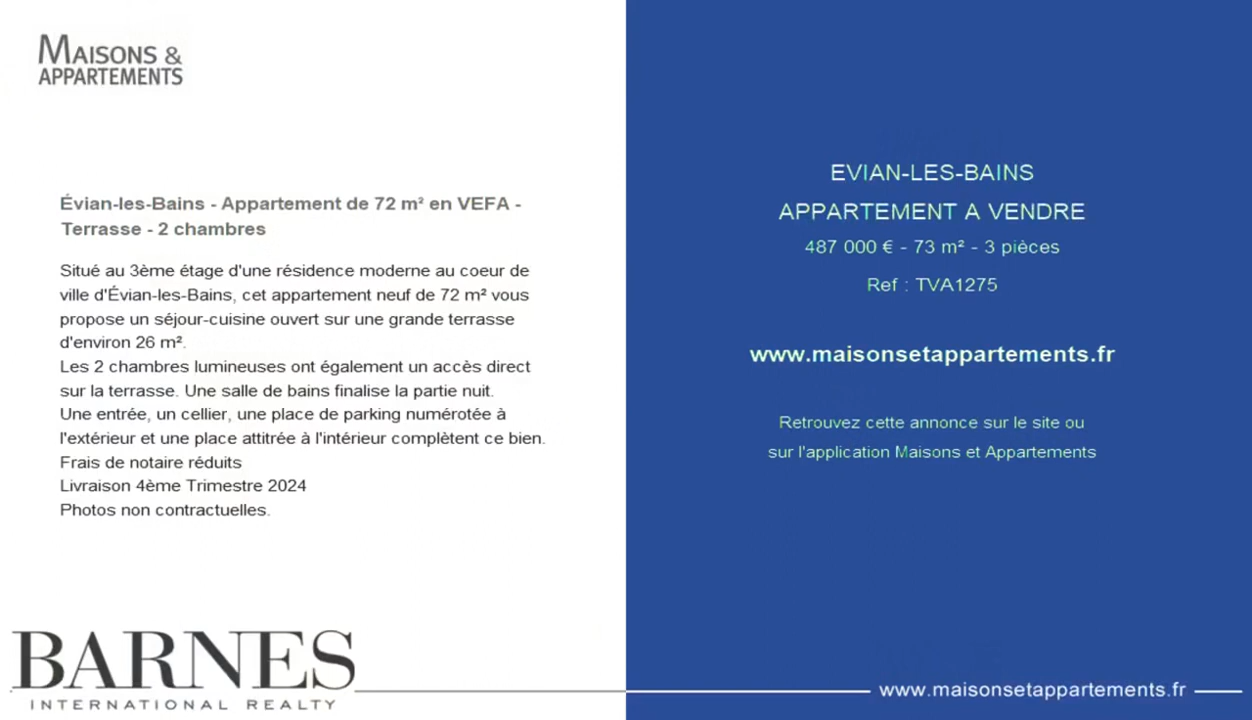 MAISONS &
APPARTEMENTS
Évian-les-Bains - Appartement de 72 m² en VEFA -
Terrasse - 2 chambres
Situé au 3ème étage d'une résidence moderne au coeur de
ville d'Évian-les-Bains, cet appartement neuf de 72 m² vous
propose un séjour-cuisine ouvert sur une grande terrasse
d'environ 26 m².
Les 2 chambres lumineuses ont également un accès direct
sur la terrasse. Une salle de bains finalise la partie nuit.
Une entrée, un cellier, une place de parking numérotée à
l'extérieur et une place attitrée à l'intérieur complètent ce bien.
Frais de notaire réduits
Livraison 4ème Trimestre 2024
Photos non contractuelles.
BARNES
INTERNATIONAL REALTY
EVIAN-LES-BAINS
APPARTEMENT A VENDRE
487 000 € - 73 m² - 3 pièces
Ref : TVA1275
www.maisonsetappartements.fr
Retrouvez cette annonce sur le site ou
sur l'application Maisons et Appartements
www.maisonsetappartements.fr